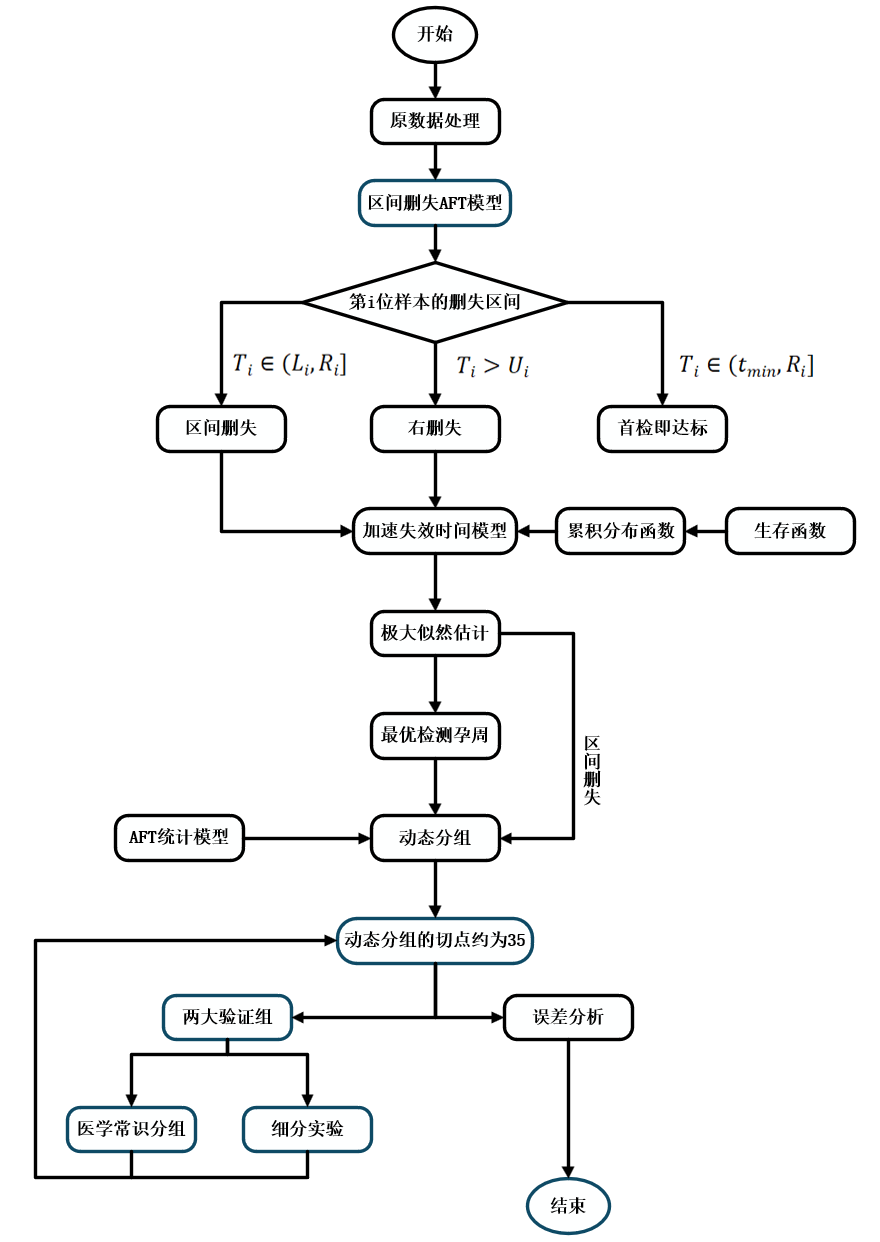 开始
原数据处理
区间删失AFT模型
第i位样本的删失区间
T_i ∈ (L_i, R_i]
T_i > U_i
T_i ∈ (t_min, R_i]
区间删失
右删失
首检即达标
加速失效时间模型
累积分布函数
生存函数
极大似然估计
最优检测孕周
区间删失
AFT统计模型
动态分组
动态分组的切点约为35
两大验证组
误差分析
医学常识分组
细分实验
结束